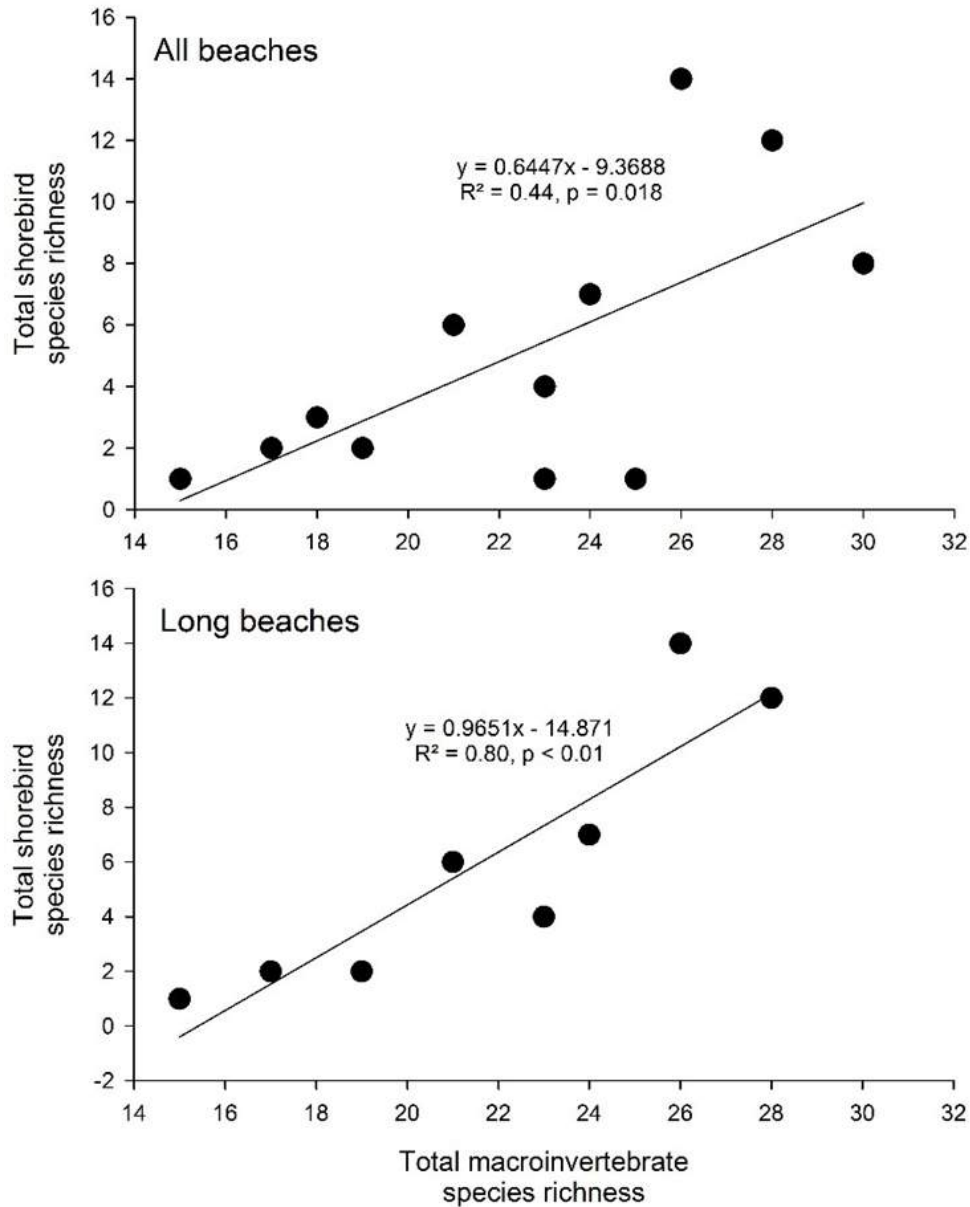 All beaches
y = 0.6447x - 9.3688
R² = 0.44, p = 0.018
Total shorebird
species richness
16
14
12
10
8
6
4
2
0
14 16 18 20 22 24 26 28 30 32
Long beaches
y = 0.9651x - 14.871
R² = 0.80, p < 0.01
Total shorebird
species richness
16
14
12
10
8
6
4
2
0
-2
14 16 18 20 22 24 26 28 30 32
Total macroinvertebrate
species richness